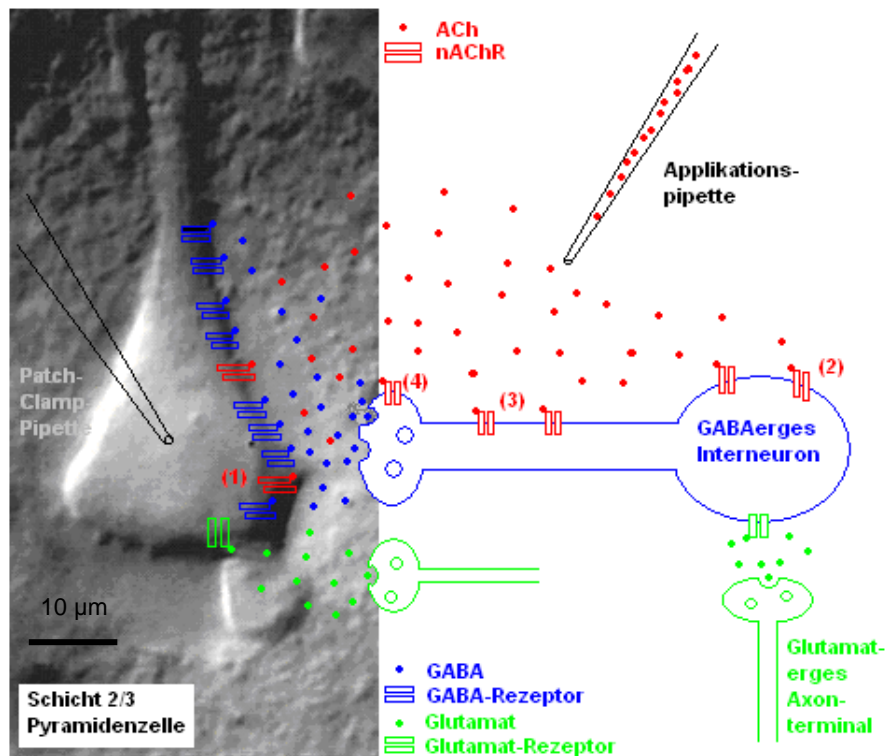 ACh
nAChR
Applikations-
pipette
Patch-
Clamp-
Pipette
(4)
(3)
(2)
GABAerges
Interneuron
(1)
10 µm
GABA
GABA-Rezeptor
Glutamat
Glutamat-Rezeptor
Glutamat-
erges
Axon-
terminal
Schicht 2/3
Pyramidenzelle